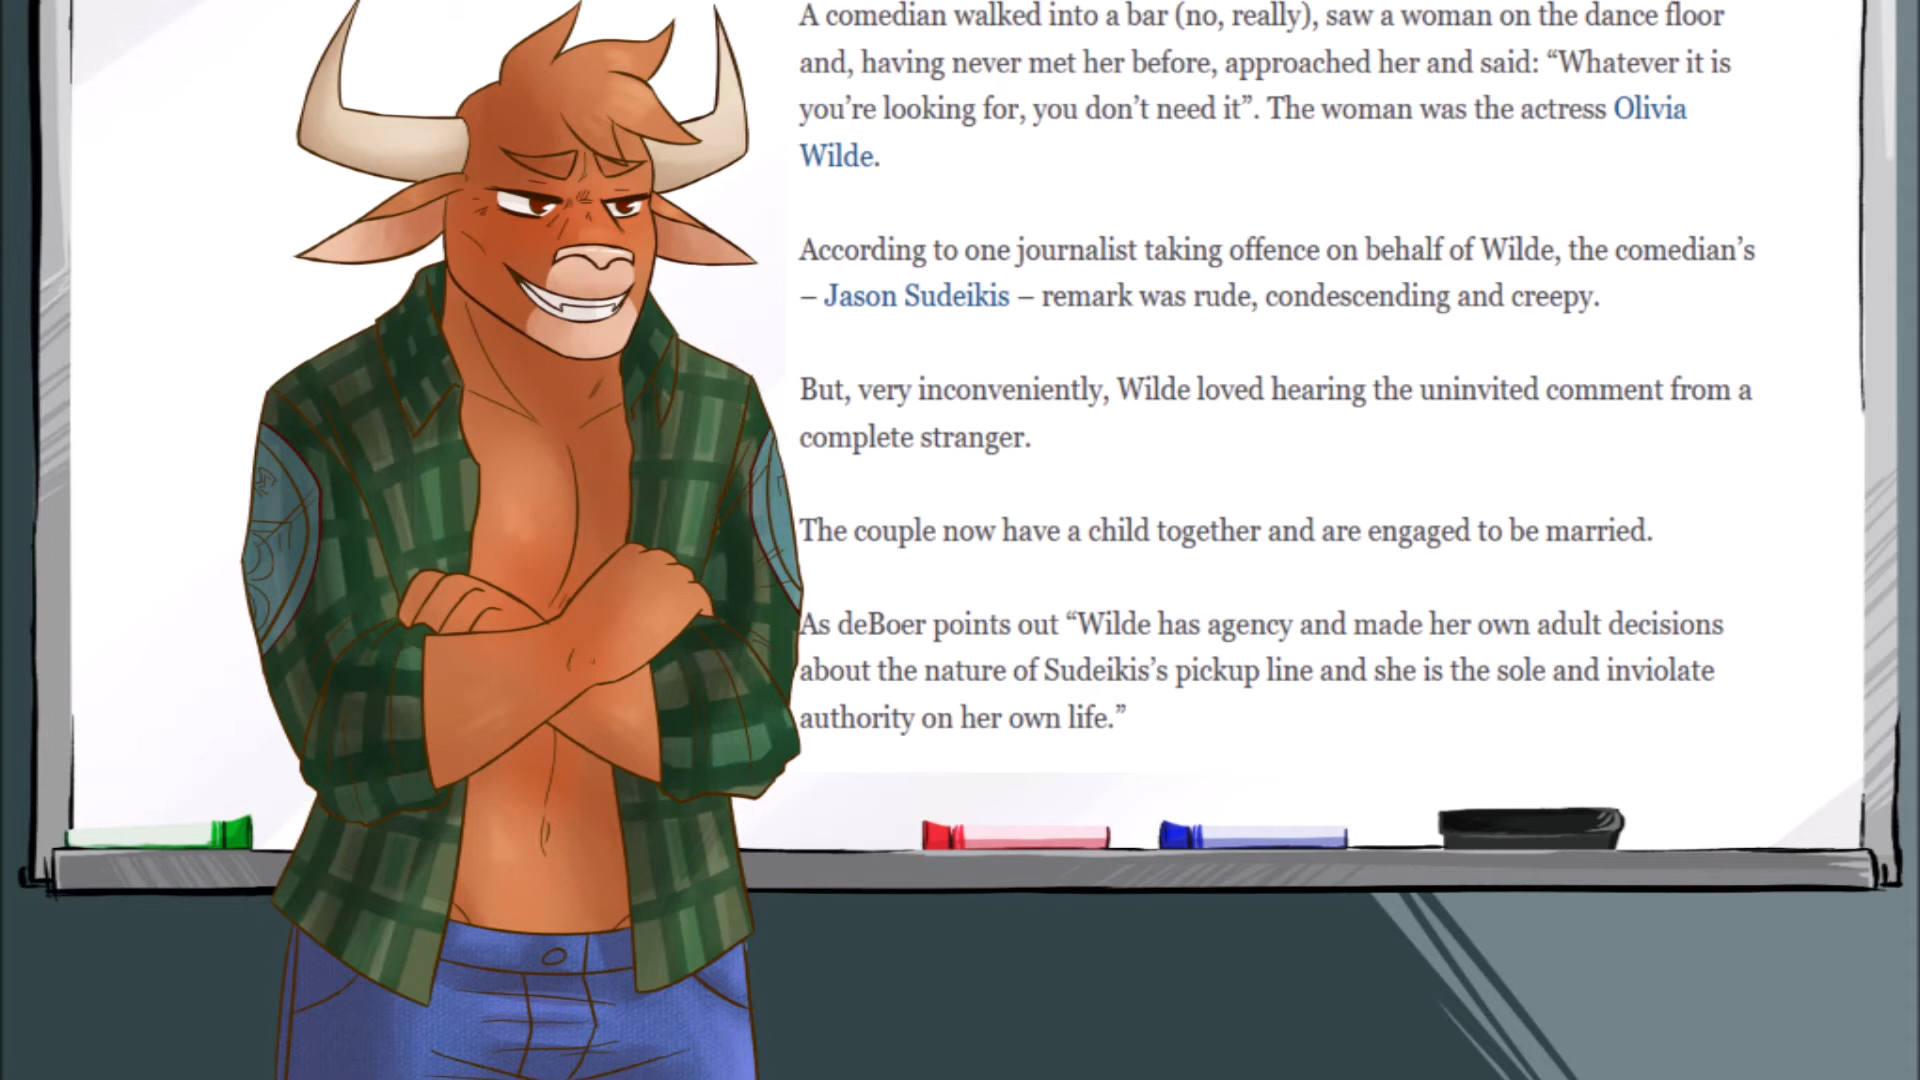 A comedian walked into a bar (no, really), saw a woman on the dance floor
and, having never met her before, approached her and said: “Whatever it is
you’re looking for, you don’t need it”. The woman was the actress Olivia
Wilde.
According to one journalist taking offence on behalf of Wilde, the comedian’s
– Jason Sudeikis – remark was rude, condescending and creepy.
But, very inconveniently, Wilde loved hearing the uninvited comment from a
complete stranger.
The couple now have a child together and are engaged to be married.
As deBoer points out “Wilde has agency and made her own adult decisions
about the nature of Sudeikis’s pickup line and she is the sole and inviolate
authority on her own life.”